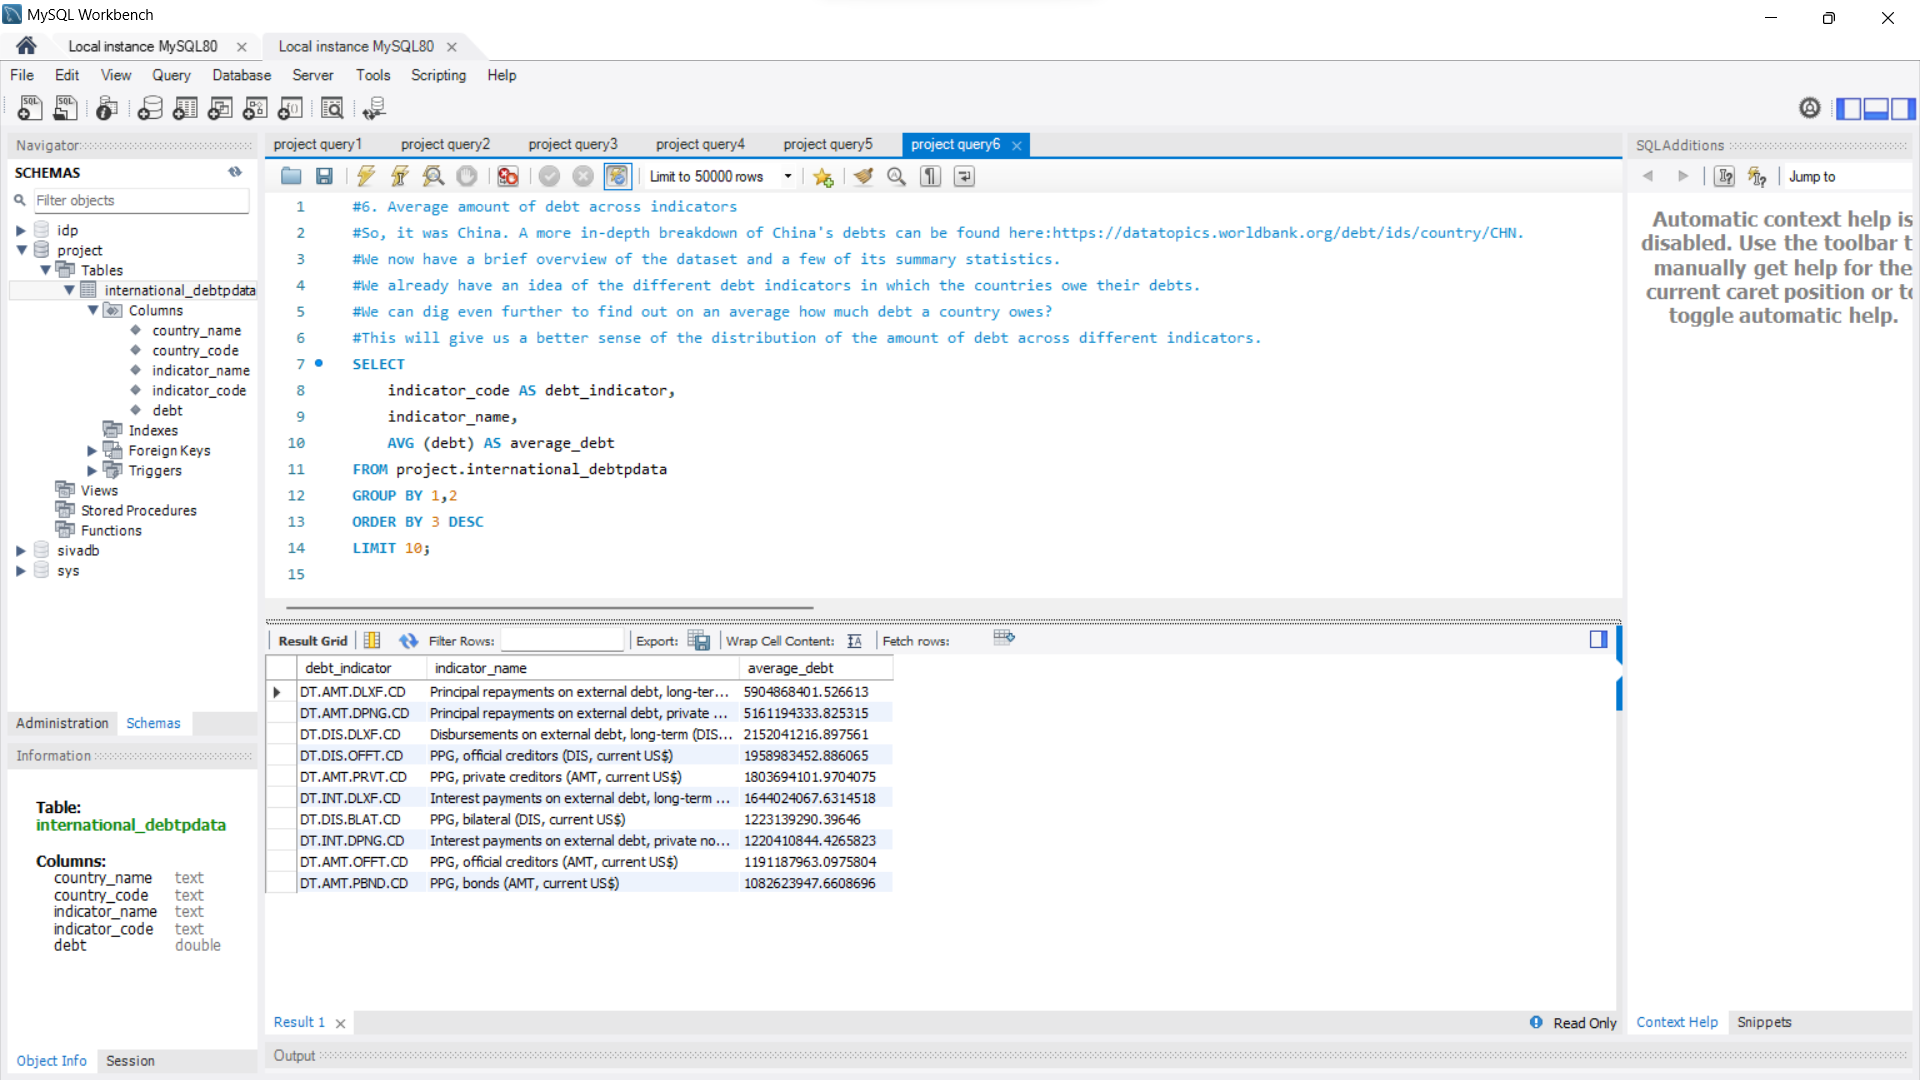 MySQL Workbench
Local instance MySQL80
Local instance MySQL80
File Edit View Query Database Server Tools Scripting Help
Navigator
SCHEMAS
Filter objects
idp
project
Tables
international_debtpdata
Columns
country_name
country_code
indicator_name
indicator_code
debt
Indexes
Foreign Keys
Triggers
Views
Stored Procedures
Functions
sivadb
sys
Administration Schemas
Information
Table:
international_debtpdata
Columns:
country_name text
country_code text
indicator_name text
indicator_code text
debt double
Object Info Session
project query1 project query2 project query3 project query4 project query5 project query6
Limit to 50000 rows
1 #6. Average amount of debt across indicators
2 #So, it was China. A more in-depth breakdown of China's debts can be found here:https://datatopics.worldbank.org/debt/ids/country/CHN.
3 #We now have a brief overview of the dataset and a few of its summary statistics.
4 #We already have an idea of the different debt indicators in which the countries owe their debts.
5 #We can dig even further to find out on an average how much debt a country owes?
6 #This will give us a better sense of the distribution of the amount of debt across different indicators.
7 SELECT
8 indicator_code AS debt_indicator,
9 indicator_name,
10 AVG (debt) AS average_debt
11 FROM project.international_debtpdata
12 GROUP BY 1,2
13 ORDER BY 3 DESC
14 LIMIT 10;
15
Result Grid Filter Rows: Export: Wrap Cell Content: Fetch rows:
debt_indicator indicator_name average_debt
DT.AMT.DLXF.CD Principal repayments on external debt, long-ter... 5904868401.526613
DT.AMT.DPNG.CD Principal repayments on external debt, private ... 5161194333.825315
DT.DIS.DLXF.CD Disbursements on external debt, long-term (DIS... 2152041216.897561
DT.DIS.OFFT.CD PPG, official creditors (DIS, current US$) 1958983452.886065
DT.AMT.PRVT.CD PPG, private creditors (AMT, current US$) 1803694101.9704075
DT.INT.DLXF.CD Interest payments on external debt, long-term ... 1644024067.6314518
DT.DIS.BLAT.CD PPG, bilateral (DIS, current US$) 1223139290.39646
DT.INT.DPNG.CD Interest payments on external debt, private no... 1220410844.4265823
DT.AMT.OFFT.CD PPG, official creditors (AMT, current US$) 1191187963.0975804
DT.AMT.PBND.CD PPG, bonds (AMT, current US$) 1082623947.6608696
Result 1
Read Only
Output
SQLAdditions
Jump to
Automatic context help is
disabled. Use the toolbar t
manually get help for the
current caret position or to
toggle automatic help.
Context Help Snippets